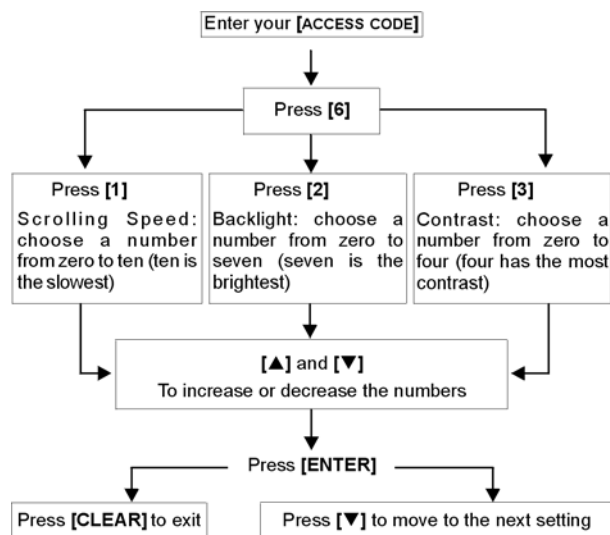 Enter your [ACCESS CODE]
Press [6]
Press [1]
Scrolling Speed:
choose a number
from zero to ten (ten
is the slowest)
Press [2]
Backlight: choose a
number from zero to
seven (seven is the
brightest)
Press [3]
Contrast: choose a
number from zero to
four (four has the most
contrast)
[▲] and [▼]
To increase or decrease the numbers
Press [ENTER]
Press [CLEAR] to exit
Press [▼] to move to the next setting